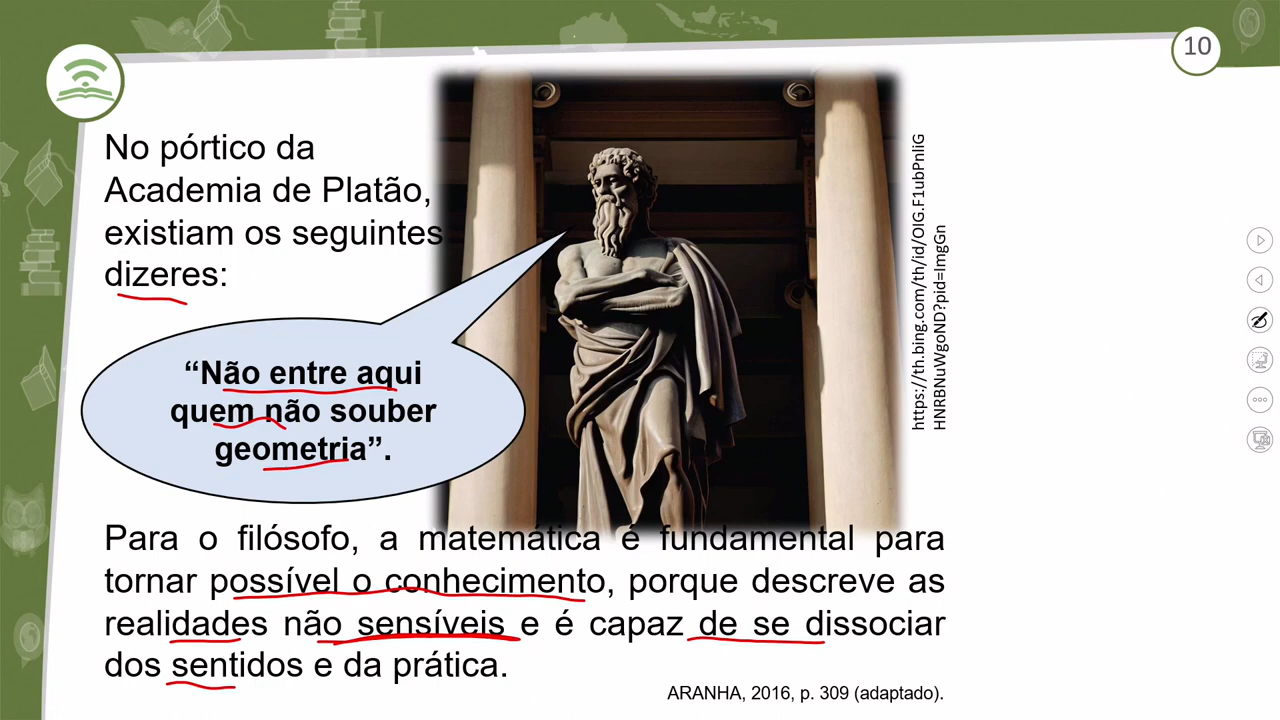 10
No pórtico da
Academia de Platão,
existiam os seguintes
dizeres:
“Não entre aqui
quem não souber
geometria”.
https://th.bing.com/th/id/OIG.F1ubPnliG
HNRBNuWgoND?pid=ImgGn
Para o filósofo, a matemática é fundamental para
tornar possível o conhecimento, porque descreve as
realidades não sensíveis e é capaz de se dissociar
dos sentidos e da prática.
ARANHA, 2016, p. 309 (adaptado).